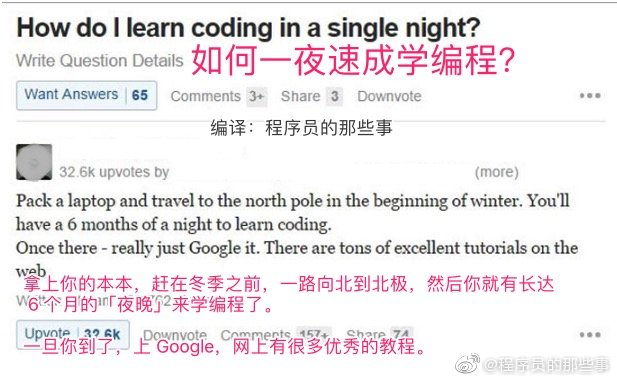 How do I learn coding in a single night?
Write Question Details
如何一夜速成学编程？
Want Answers 65 Comments 3+ Share 3 Downvote
编译：程序员的那些事
32.6k upvotes by (more)
Pack a laptop and travel to the north pole in the beginning of winter. You'll
have a 6 months of a night to learn coding.
Once there - really just Google it. There are tons of excellent tutorials on the
web
拿上你的本本，赶在冬季之前，一路向北到北极，然后你就有长达
6 个月的「夜晚」来学编程了。
Upvote 32.6k Downvote Comments 157+ Share 74
一旦你到了，上 Google，网上有很多优秀的教程。
@程序员的那些事